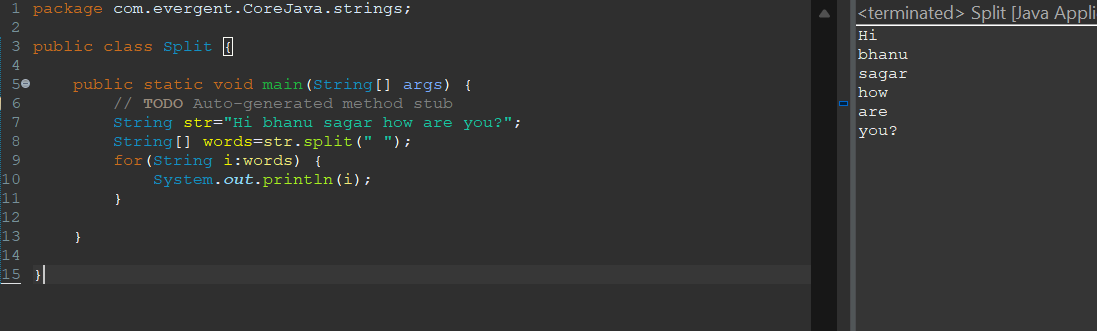 1 package com.evergent.CoreJava.strings;
2
3 public class Split {
4
5 public static void main(String[] args) {
6 // TODO Auto-generated method stub
7 String str="Hi bhanu sagar how are you?";
8 String[] words=str.split(" ");
9 for(String i:words) {
10 System.out.println(i);
11 }
12
13 }
14
15 }
<terminated> Split [Java Appli
Hi
bhanu
sagar
how
are
you?